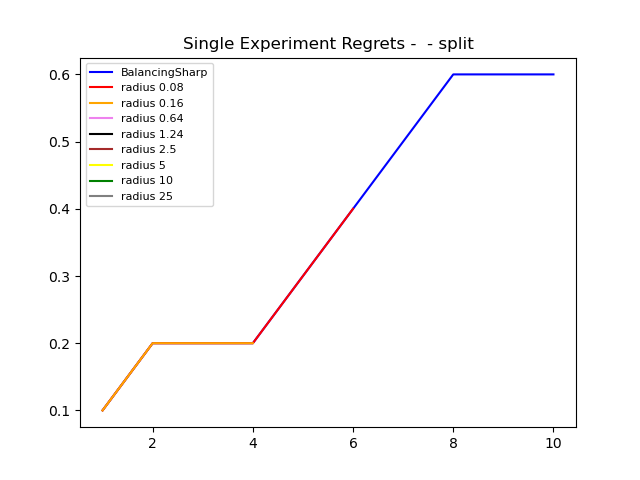 Single Experiment Regrets -  - split
BalancingSharp
radius 0.08
radius 0.16
radius 0.64
radius 1.24
radius 2.5
radius 5
radius 10
radius 25
0.6
0.5
0.4
0.3
0.2
0.1
2 4 6 8 10